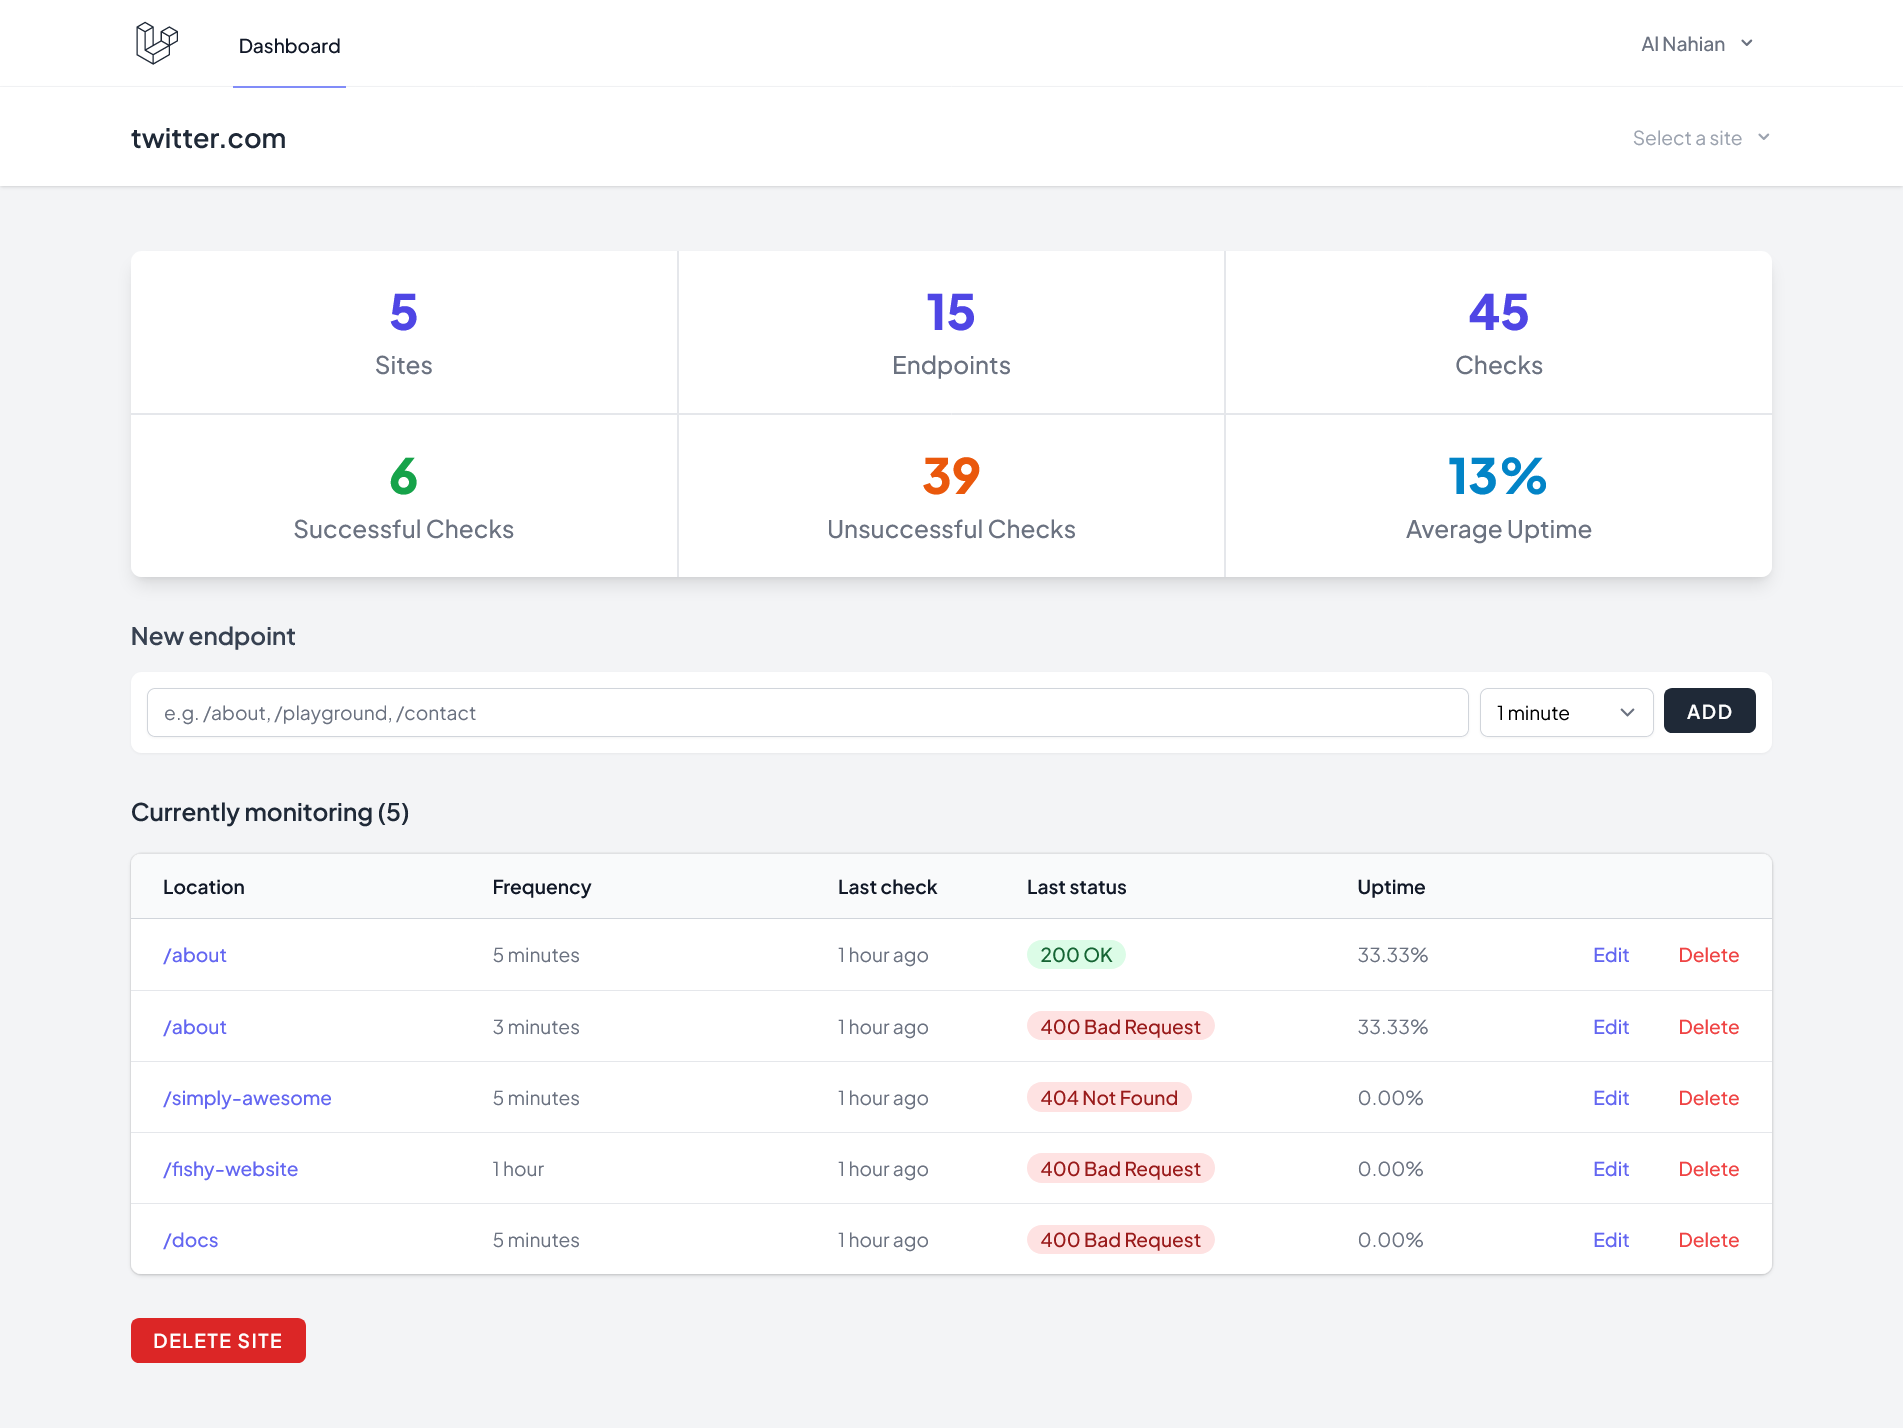 Dashboard
Al Nahian
twitter.com
Select a site
5
Sites
15
Endpoints
45
Checks
6
Successful Checks
39
Unsuccessful Checks
13%
Average Uptime
New endpoint
e.g. /about, /playground, /contact
1 minute
ADD
Currently monitoring (5)
Location Frequency Last check Last status Uptime
/about 5 minutes 1 hour ago 200 OK 33.33% Edit Delete
/about 3 minutes 1 hour ago 400 Bad Request 33.33% Edit Delete
/simply-awesome 5 minutes 1 hour ago 404 Not Found 0.00% Edit Delete
/fishy-website 1 hour 1 hour ago 400 Bad Request 0.00% Edit Delete
/docs 5 minutes 1 hour ago 400 Bad Request 0.00% Edit Delete
DELETE SITE